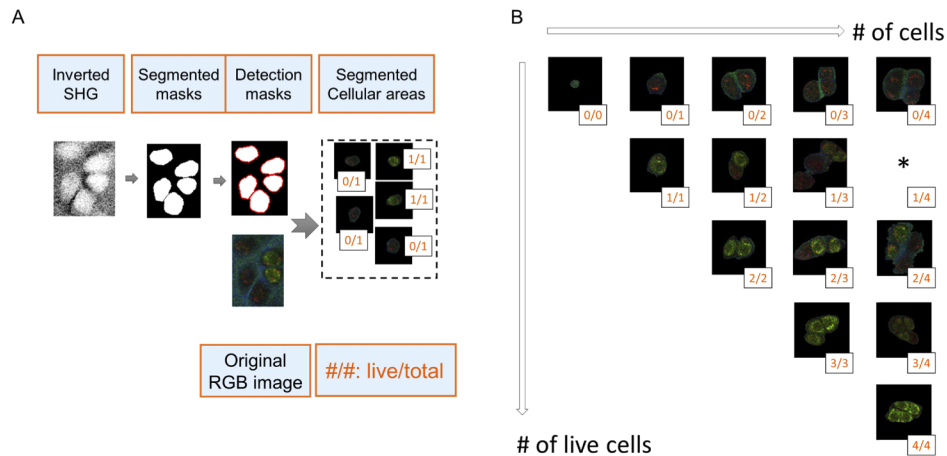 A
Inverted
SHG
Segmented
masks
Detection
masks
Segmented
Cellular areas
0/1
1/1
1/1
0/1
0/1
Original
RGB image
#/#: live/total
B
# of cells
0/0
0/1
0/2
0/3
0/4
1/1
1/2
1/3
*
1/4
2/2
2/3
2/4
3/3
3/4
4/4
# of live cells